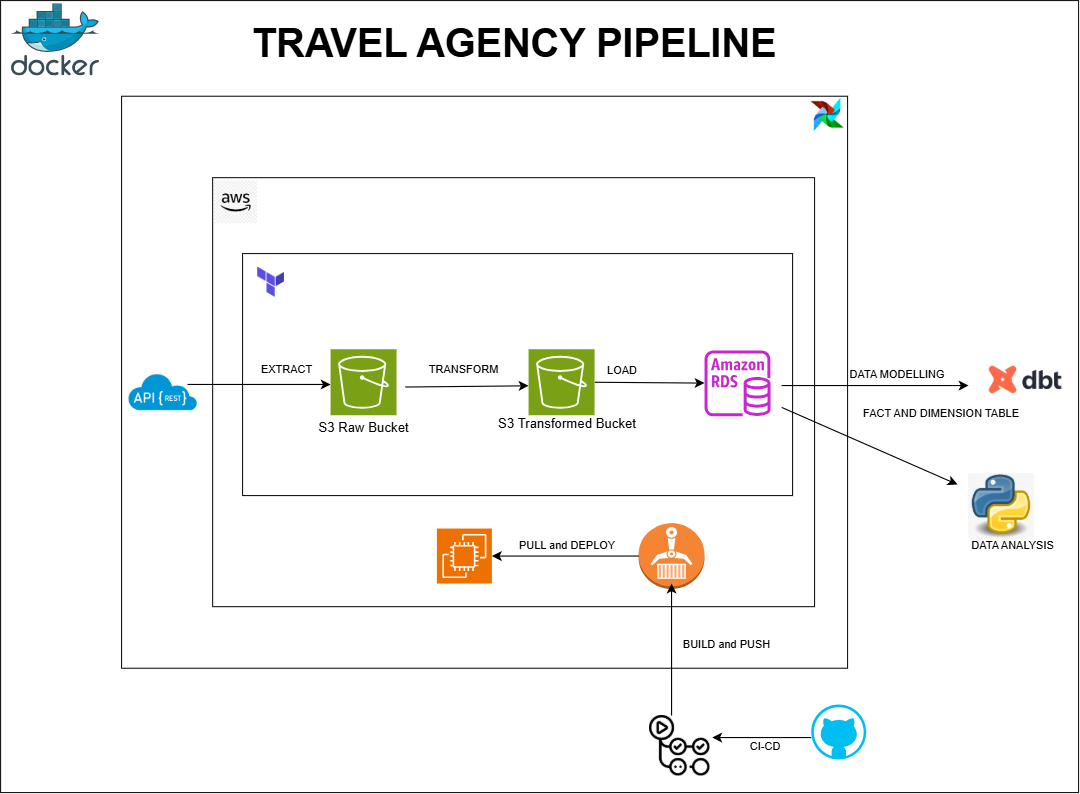 docker
TRAVEL AGENCY PIPELINE
aws
EXTRACT
TRANSFORM
LOAD
Amazon
RDS
API {REST}
DATA MODELLING
dbt
FACT AND DIMENSION TABLE
S3 Raw Bucket
S3 Transformed Bucket
PULL and DEPLOY
DATA ANALYSIS
BUILD and PUSH
CI-CD